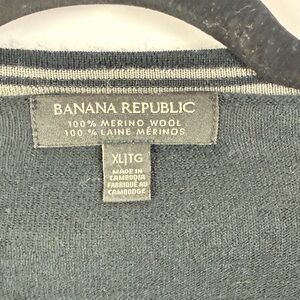 BANANA REPUBLIC
100% MERINO WOOL
100% LAINE MÉRINOS
XL|TG
MADE IN
CAMBODIA
FABRIQUÉ AU
CAMBODGE